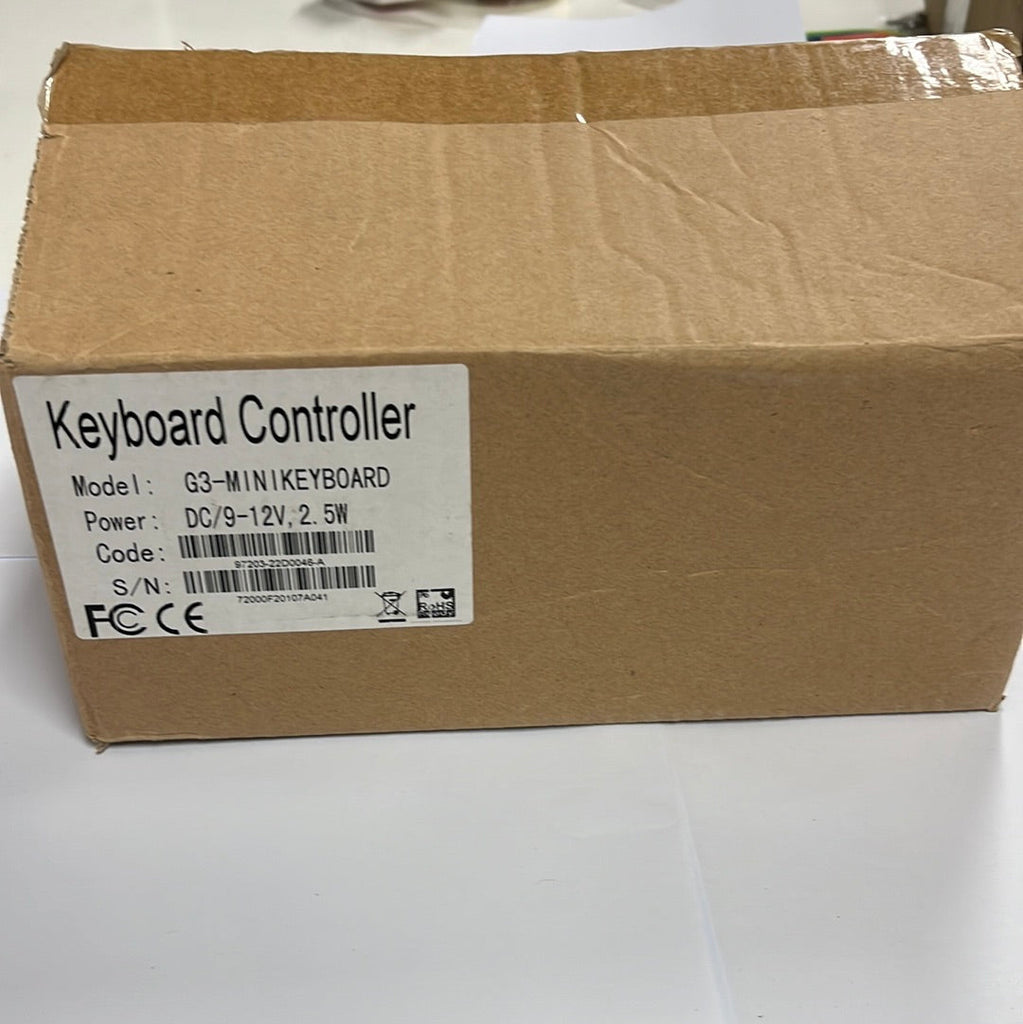 Keyboard Controller
Model: G3-MINIKEYBOARD
Power: DC/9-12V, 2.5W
Code:
97203-22D0046-A
S/N:
72000F20107A041
FC CE
RoHS